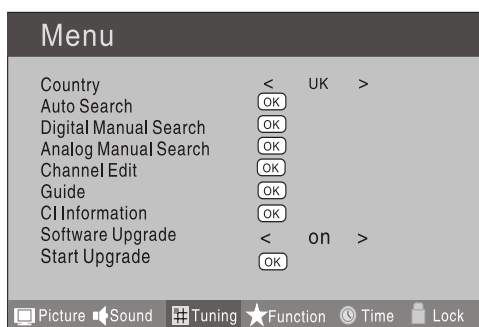 Menu
Country < UK >
Auto Search OK
Digital Manual Search OK
Analog Manual Search OK
Channel Edit OK
Guide OK
CI Information OK
Software Upgrade < on >
Start Upgrade OK
Picture Sound Tuning Function Time Lock